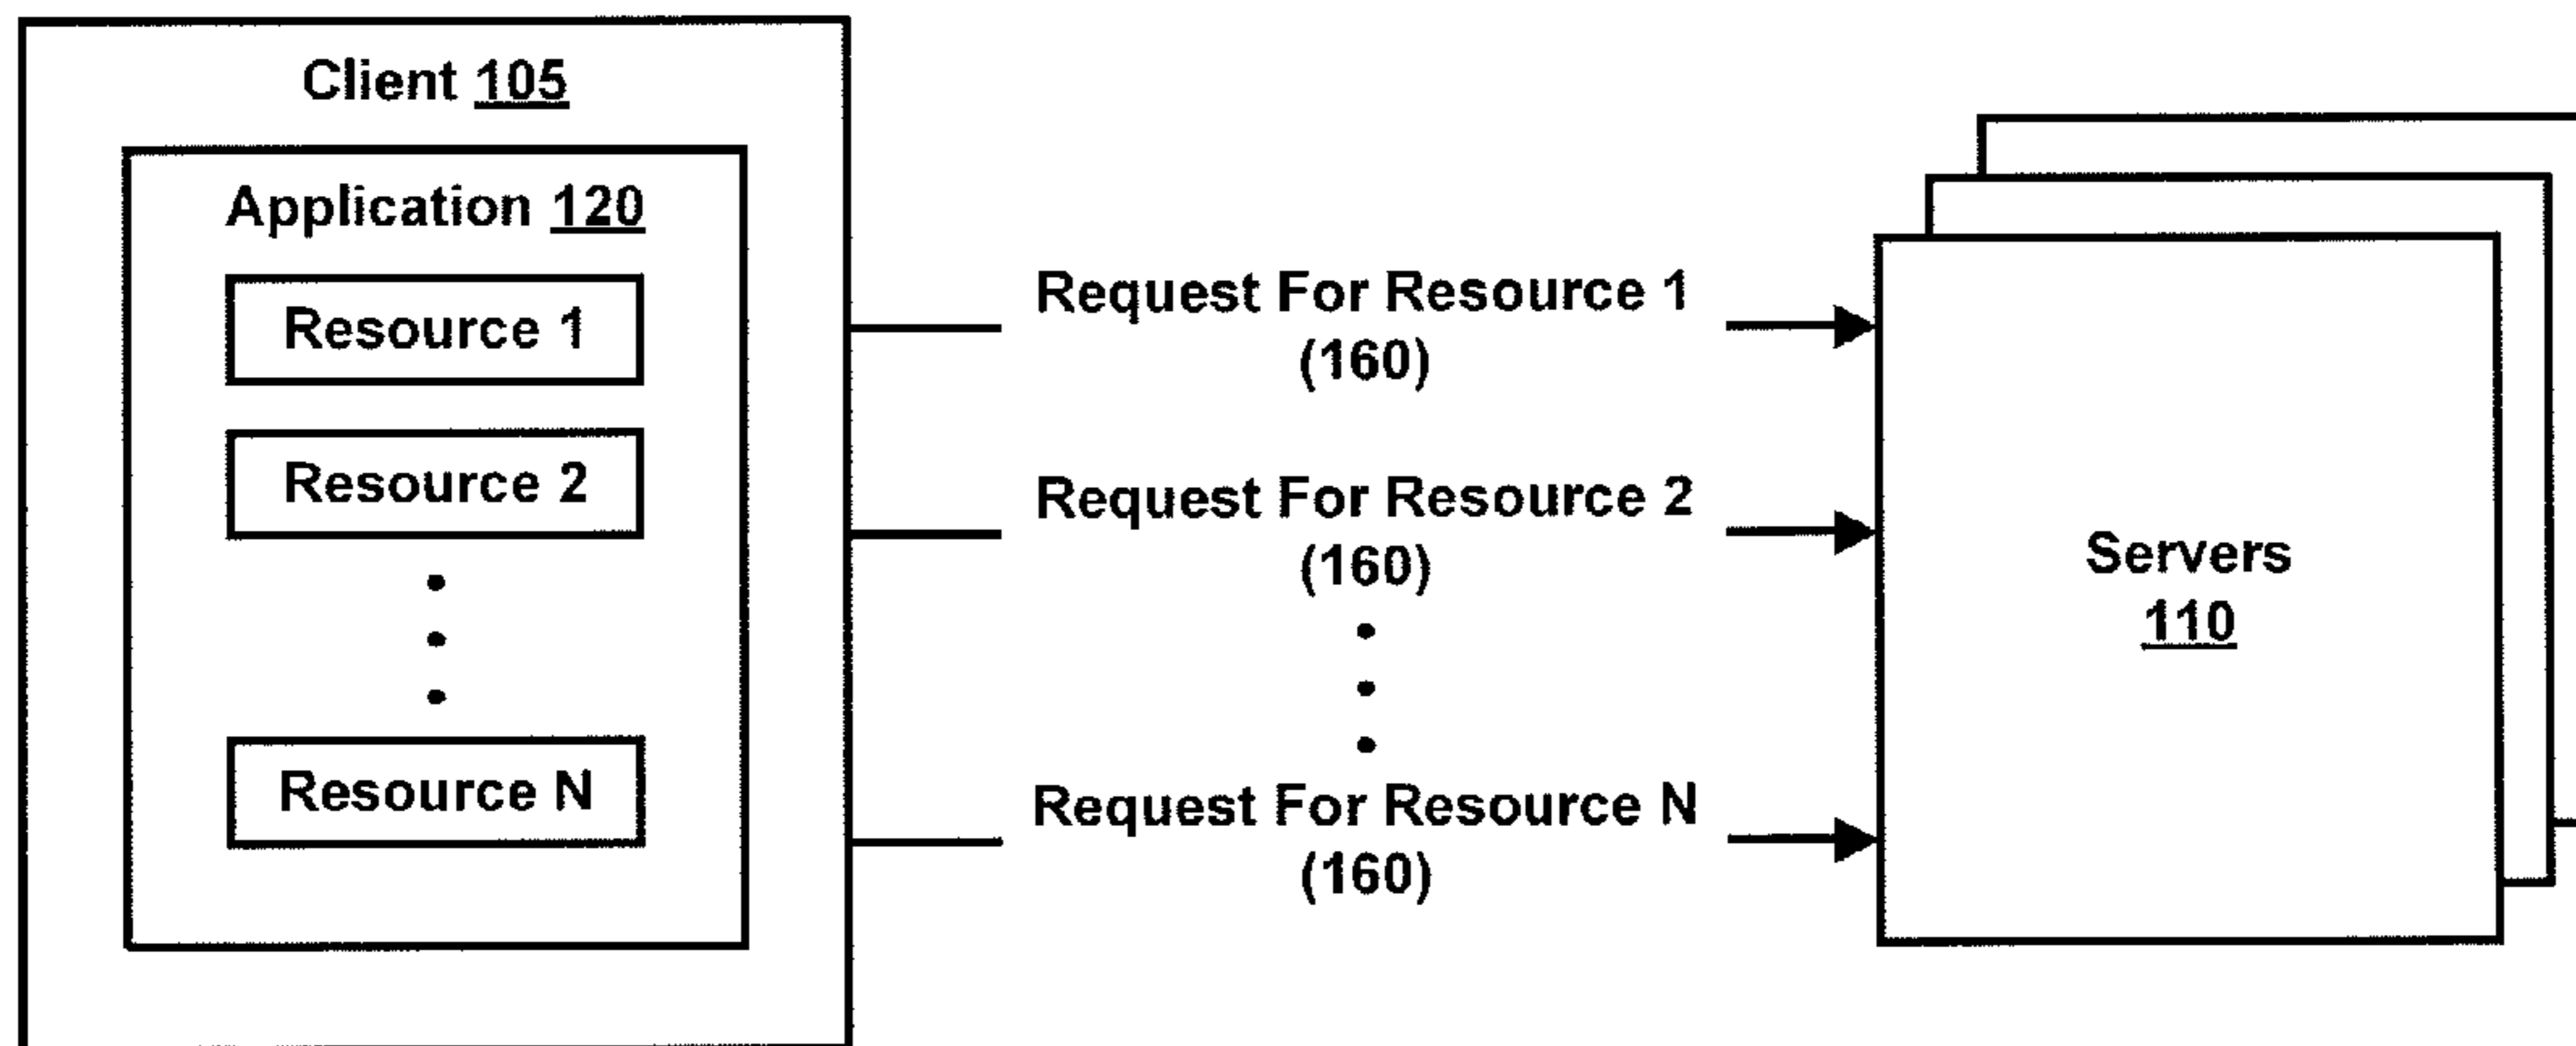 Client 105
Application 120
Resource 1
Resource 2
Resource N
Request For Resource 1
(160)
Request For Resource 2
(160)
Request For Resource N
(160)
Servers
110